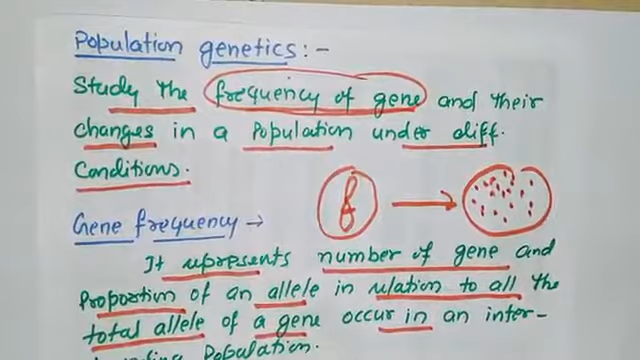 Population genetics:-
Study the frequency of gene and their
changes in a Population under diff.
Conditions.
Gene frequency →
It represents number of gene and
Proportion of an allele in relation to all the
total allele of a gene occur in an inter-
Population.